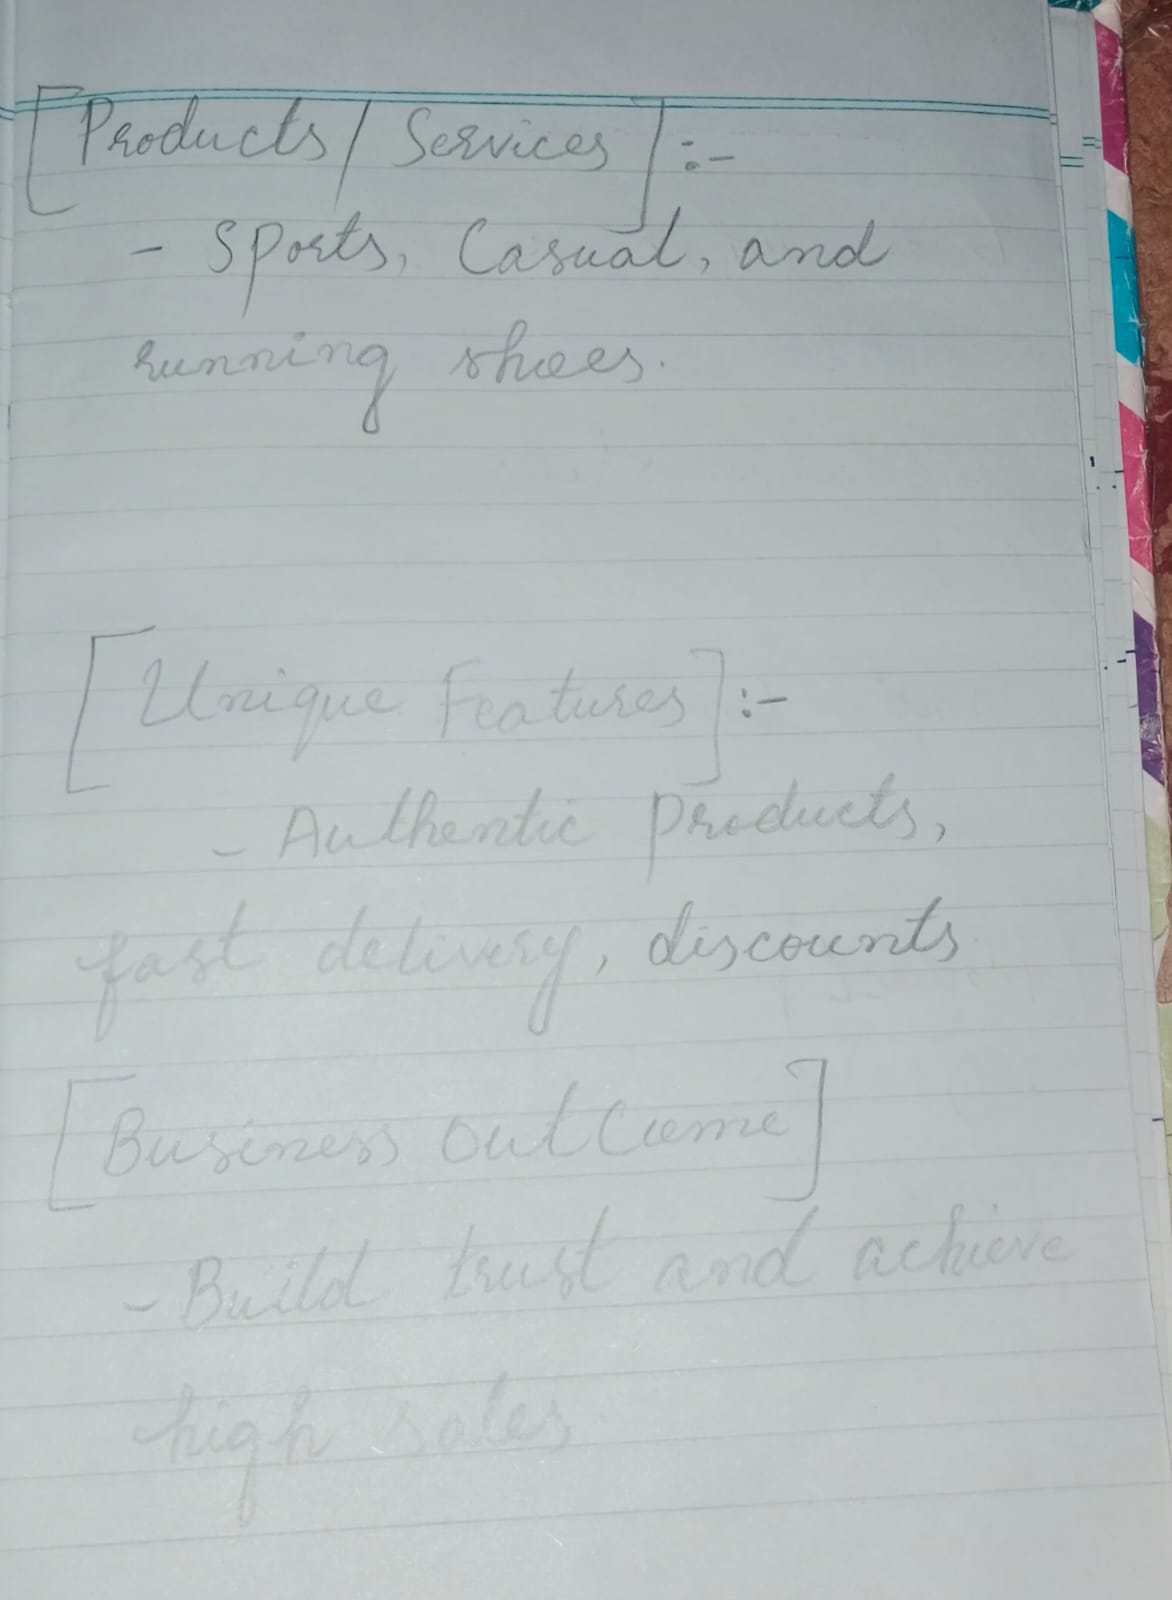 [Products/Services]:-
- Sports, Casual, and
running shoes.
[Unique Features]:-
- Authentic Products,
fast delivery, discounts.
[Business outCome]
- Build trust and achieve
high sales.